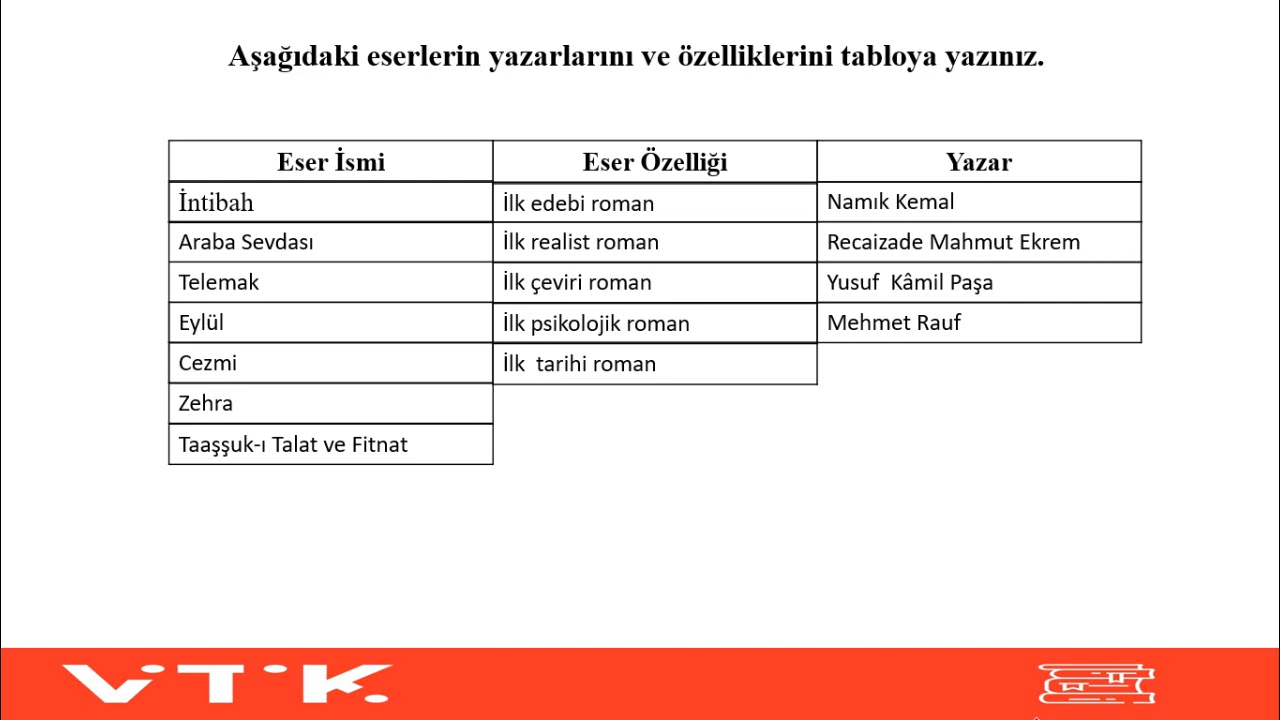 Aşağıdaki eserlerin yazarlarını ve özelliklerini tabloya yazınız.
Eser İsmi Eser Özelliği Yazar
İntibah İlk edebi roman Namık Kemal
Araba Sevdası İlk realist roman Recaizade Mahmut Ekrem
Telemak İlk çeviri roman Yusuf Kâmil Paşa
Eylül İlk psikolojik roman Mehmet Rauf
Cezmi İlk tarihi roman
Zehra
Taaşşuk-ı Talat ve Fitnat
VTK